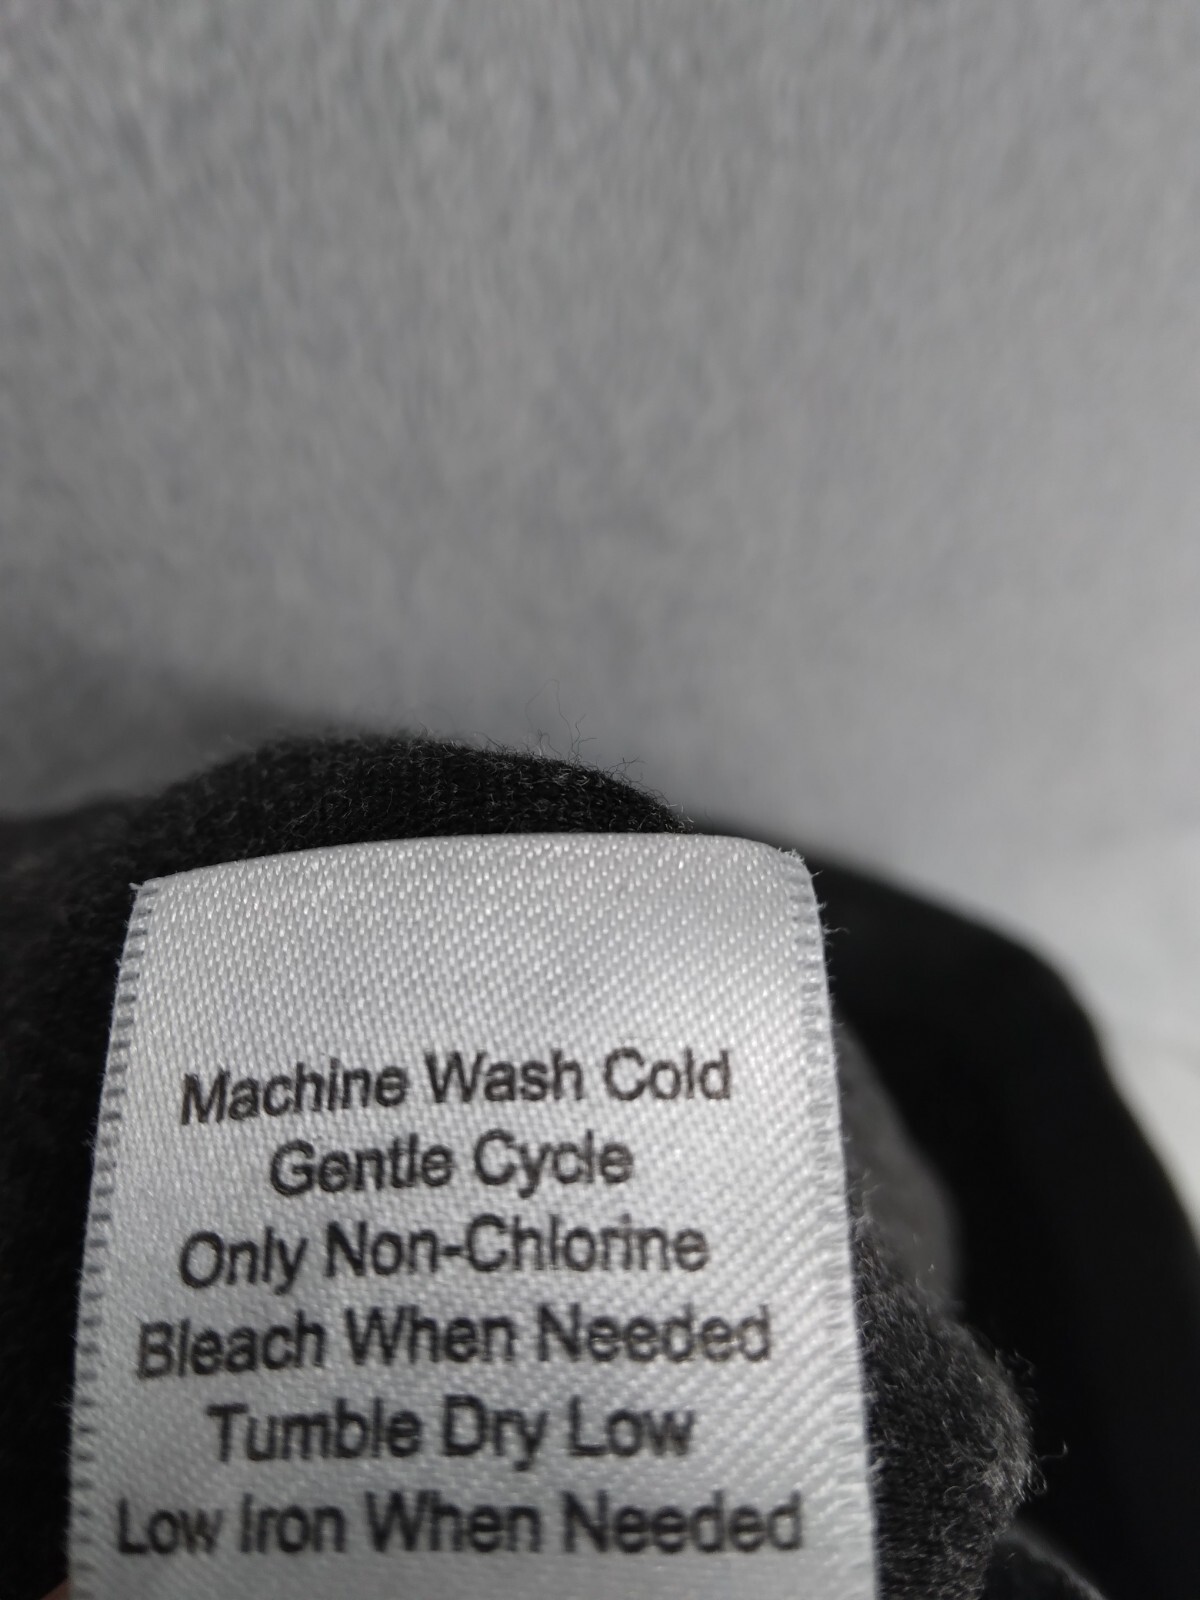 Machine Wash Cold
Gentle Cycle
Only Non-Chlorine
Bleach When Needed
Tumble Dry Low
Low Iron When Needed